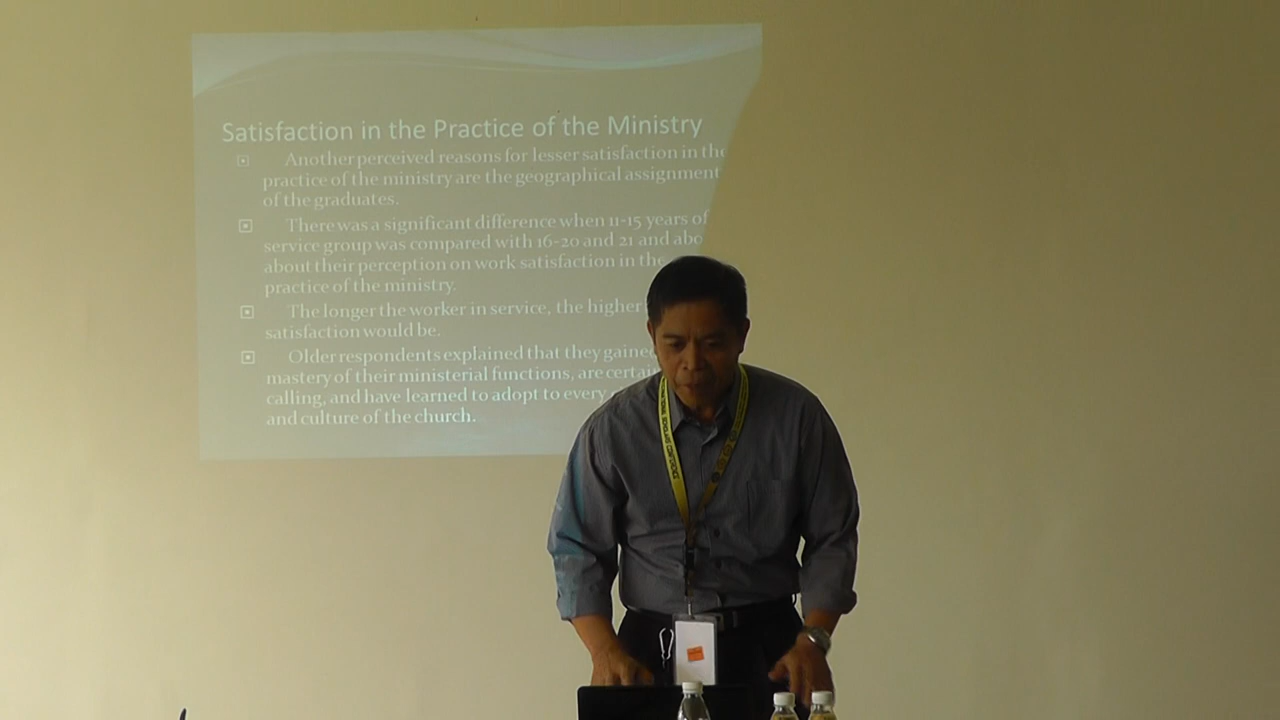 Satisfaction in the Practice of the Ministry
Another perceived reasons for lesser satisfaction in the
practice of the ministry are the geographical assignment
of the graduates.
There was a significant difference when 11-15 years of
service group was compared with 16-20 and 21 and abo
about their perception on work satisfaction in the
practice of the ministry.
The longer the worker in service, the higher
satisfaction would be.
Older respondents explained that they gained
mastery of their ministerial functions, are certai
calling, and have learned to adopt to every
and culture of the church.